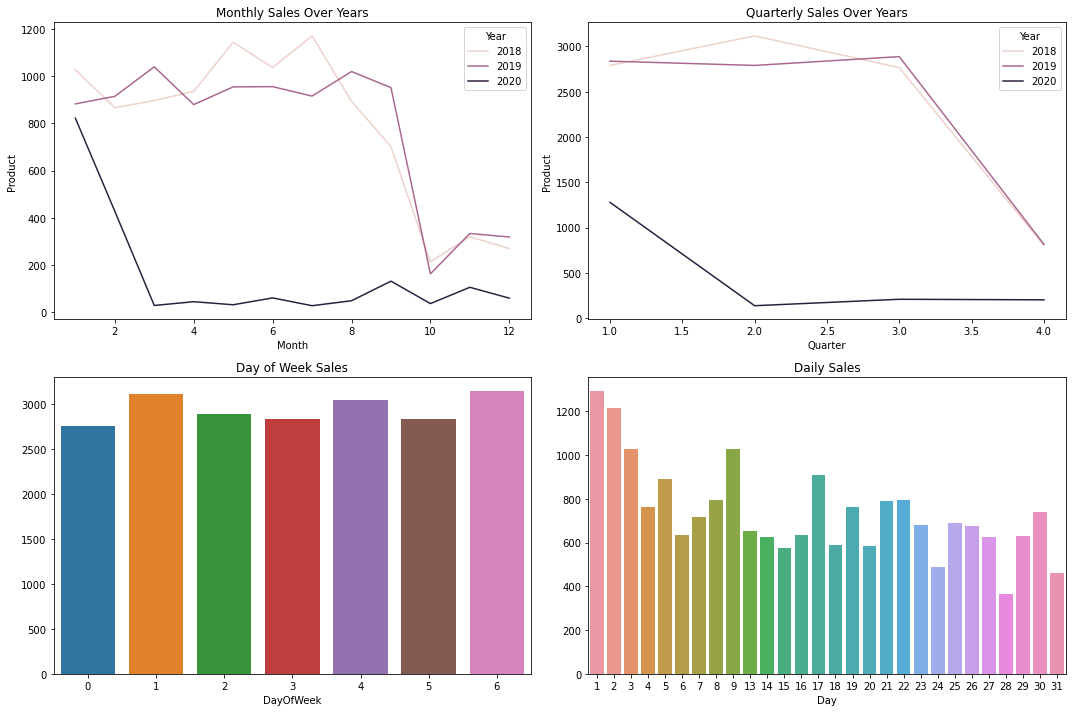 Monthly Sales Over Years
1200
1000
800
600
400
200
0
Product
2 4 6 8 10 12
Month
Year
2018
2019
2020
Quarterly Sales Over Years
3000
2500
2000
1500
1000
500
0
Product
1.0 1.5 2.0 2.5 3.0 3.5 4.0
Quarter
Year
2018
2019
2020
Day of Week Sales
3000
2500
2000
1500
1000
500
0
0 1 2 3 4 5 6
DayOfWeek
Daily Sales
1200
1000
800
600
400
200
0
1 2 3 4 5 6 7 8 9 13 14 15 16 17 18 19 20 21 22 23 24 25 26 27 28 29 30 31
Day